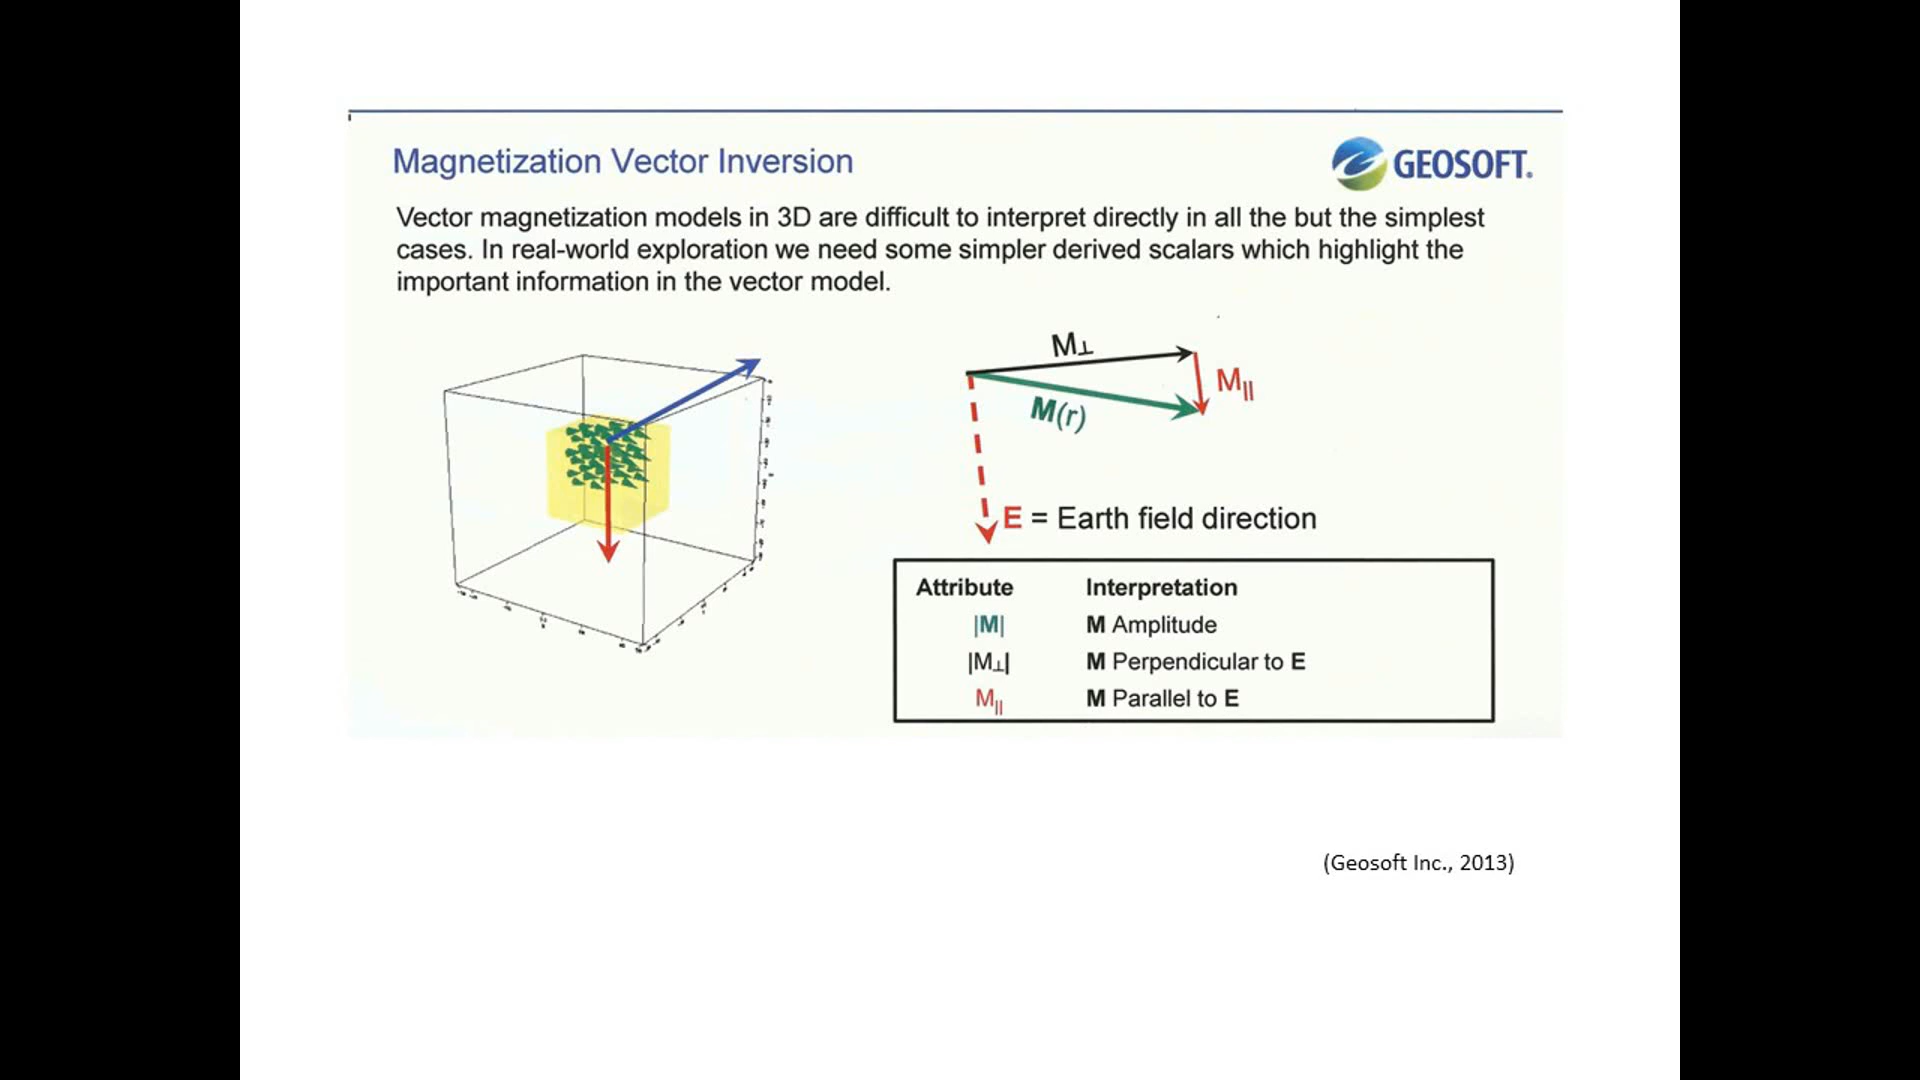 Magnetization Vector Inversion
GEOSOFT.
Vector magnetization models in 3D are difficult to interpret directly in all the but the simplest
cases. In real-world exploration we need some simpler derived scalars which highlight the
important information in the vector model.
M⊥
M||
M(r)
E = Earth field direction
Attribute Interpretation
|M| M Amplitude
|M⊥| M Perpendicular to E
M|| M Parallel to E
(Geosoft Inc., 2013)